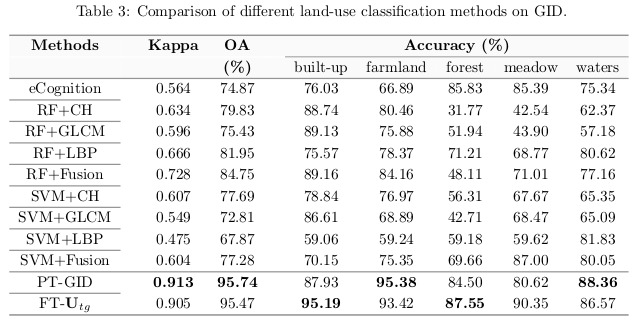 Table 3: Comparison of different land-use classification methods on GID.
Methods Kappa OA Accuracy (%)
(%) built-up farmland forest meadow waters
eCognition 0.564 74.87 76.03 66.89 85.83 85.39 75.34
RF+CH 0.634 79.83 88.74 80.46 31.77 42.54 62.37
RF+GLCM 0.596 75.43 89.13 75.88 51.94 43.90 57.18
RF+LBP 0.666 81.95 75.57 78.37 71.21 68.77 80.62
RF+Fusion 0.728 84.75 89.16 84.16 48.11 71.01 77.16
SVM+CH 0.607 77.69 78.84 76.97 56.31 67.67 65.35
SVM+GLCM 0.549 72.81 86.61 68.89 42.71 68.47 65.09
SVM+LBP 0.475 67.87 59.06 59.24 59.18 59.62 81.83
SVM+Fusion 0.604 77.28 70.15 75.35 69.66 87.00 80.05
PT-GID 0.913 95.74 87.93 95.38 84.50 80.62 88.36
FT-U_tg 0.905 95.47 95.19 93.42 87.55 90.35 86.57